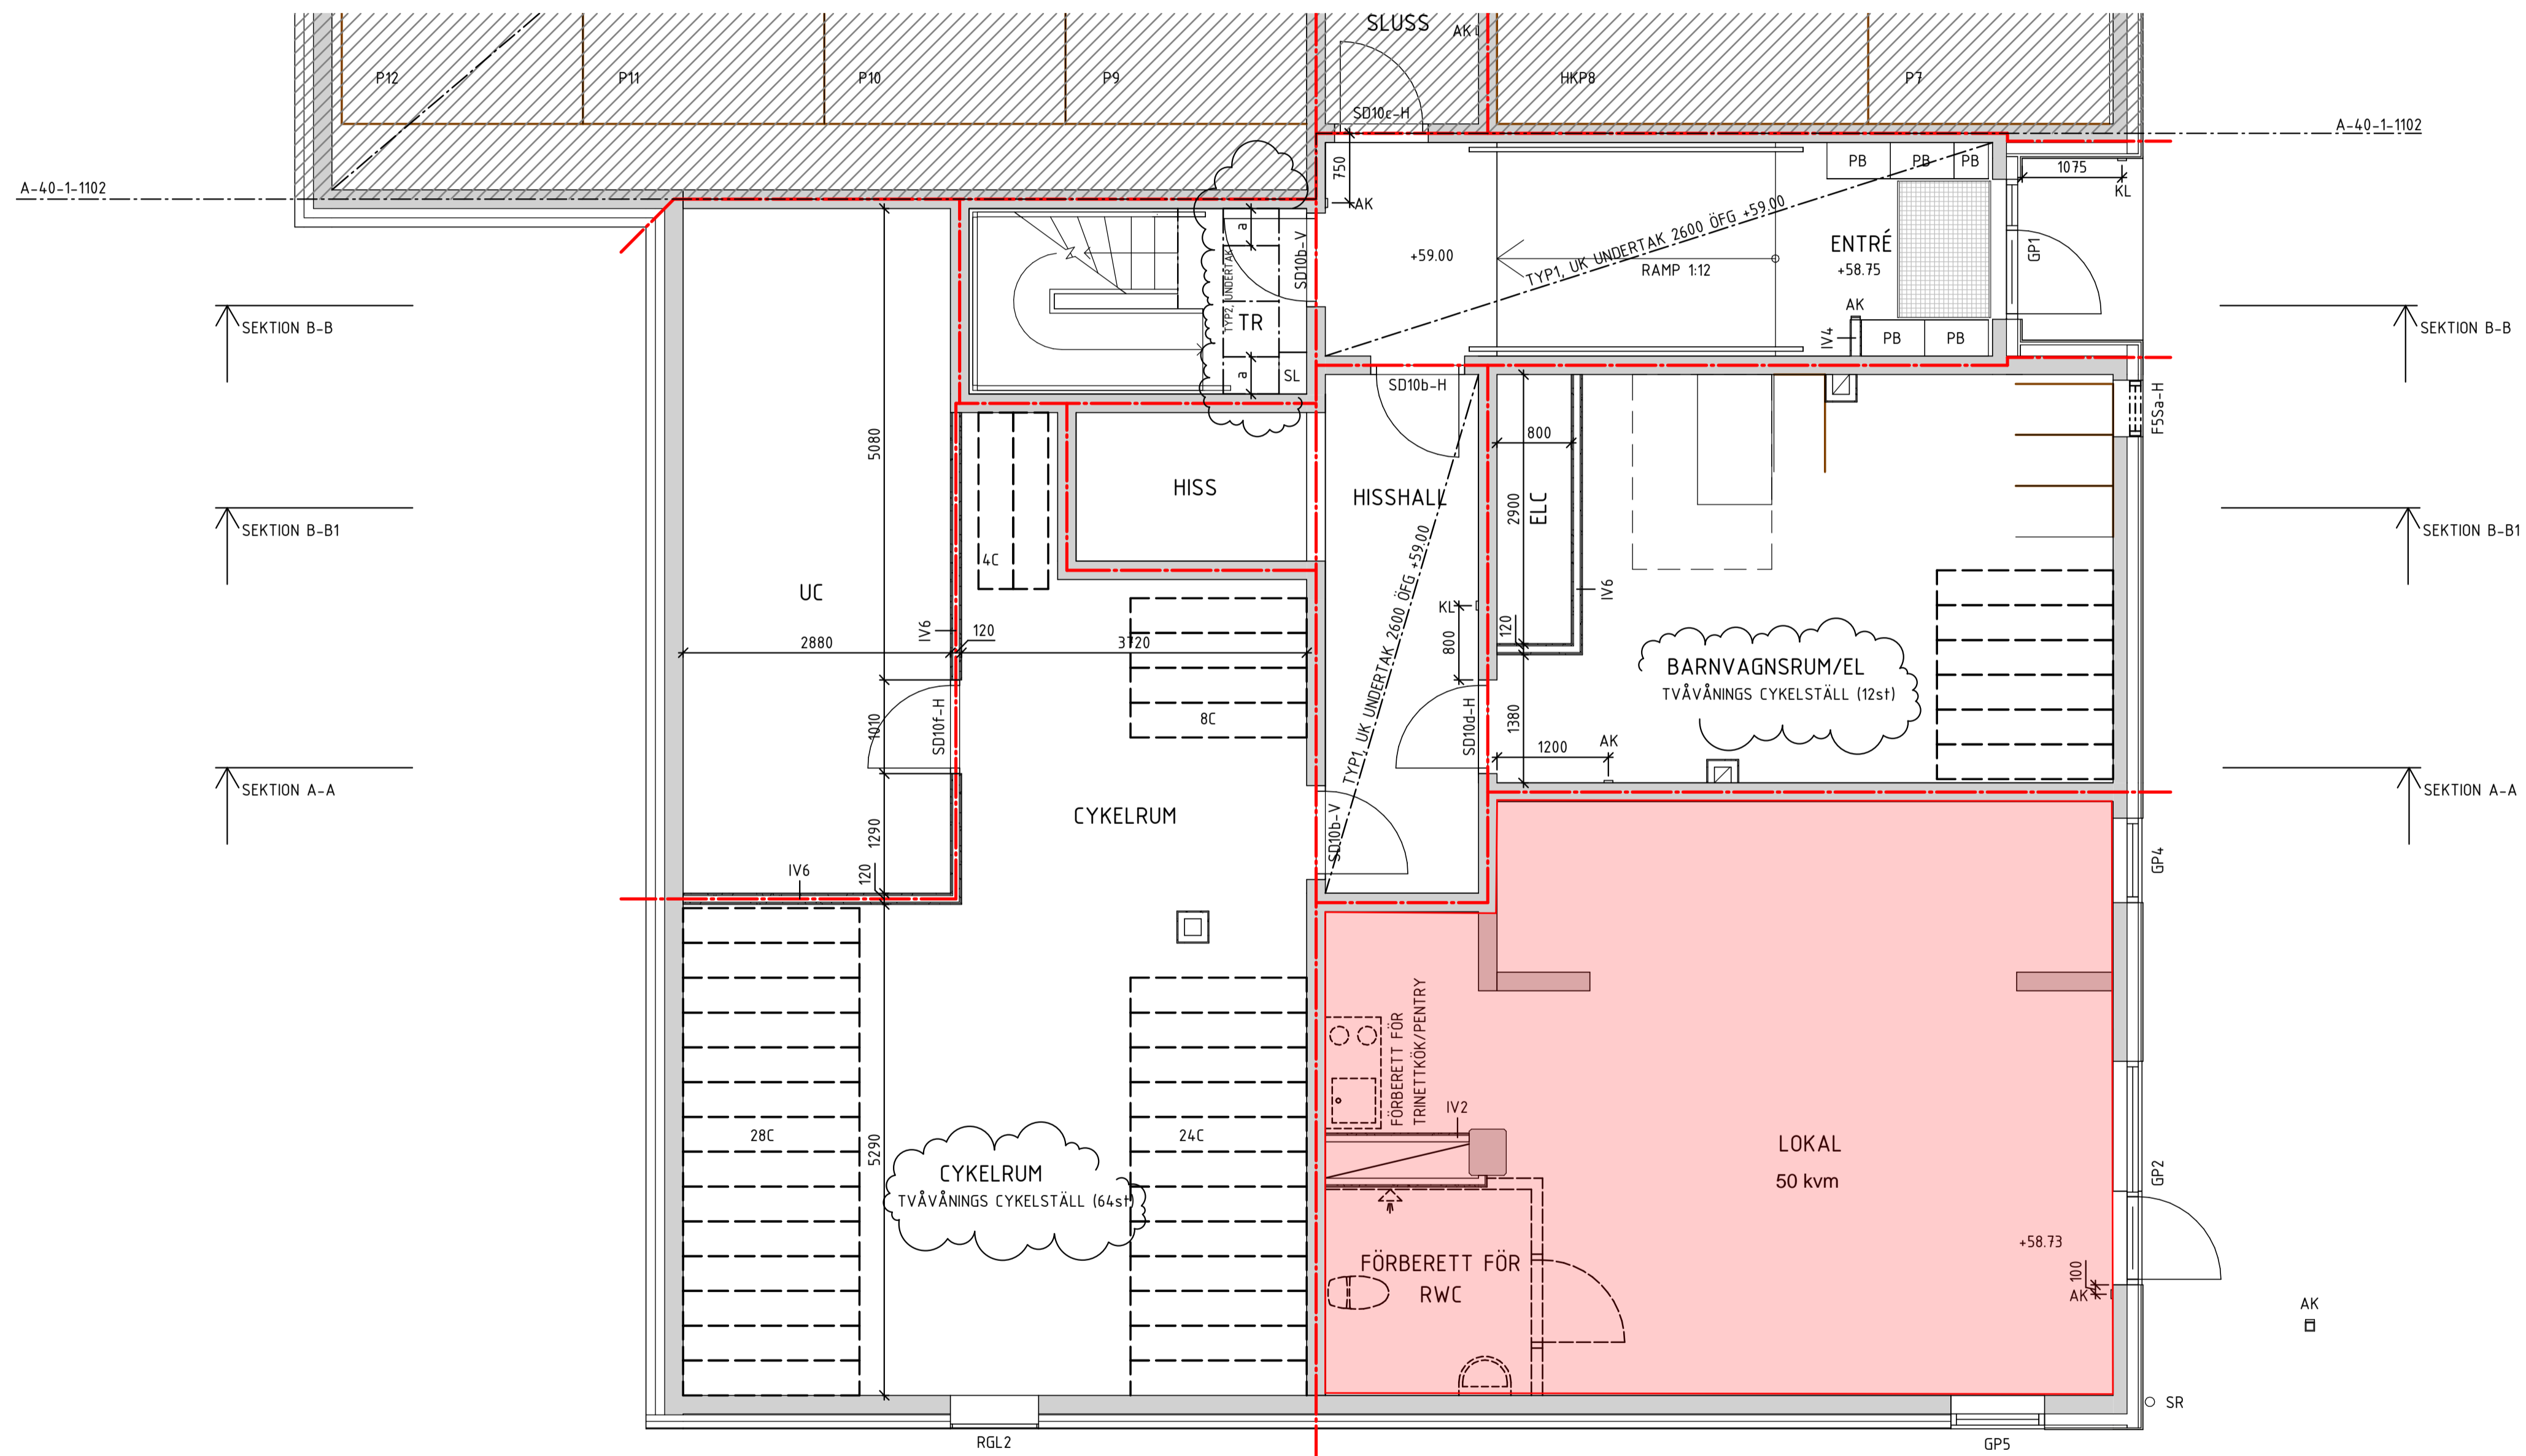 SLUSS
AK
P12
P11
P10
P9
HKP8
P7
SD10c-H
A-40-1-1102
A-40-1-1102
750
AK
PB
PB
PB
1075
KL
a
SD10b-V
TYP2, UNDERTAK
TR
a
SL
+59.00
TYP1, UK UNDERTAK 2600 ÖFG +59.00
RAMP 1:12
ENTRÉ
+58.75
GP1
AK
IV4
PB
PB
SEKTION B-B
SEKTION B-B
SD10b-H
F5Sa-H
5080
800
HISS
HISSHALL
2900
ELC
SEKTION B-B1
SEKTION B-B1
4C
UC
IV6
120
2880
3720
8C
TYP1, UK UNDERTAK 2600 ÖFG +59.00
KL
800
120
IV6
BARNVAGNSRUM/EL
TVÅVÅNINGS CYKELSTÄLL (12st)
1010
SD10f-H
SD10d-H
1380
1200
AK
SEKTION A-A
SEKTION A-A
CYKELRUM
1290
SD10b-V
GP4
IV6
120
FÖRBERETT FÖR
TRINETTKÖK/PENTRY
IV2
28C
5290
24C
CYKELRUM
TVÅVÅNINGS CYKELSTÄLL (64st)
LOKAL
50 kvm
GP2
+58.73
FÖRBERETT FÖR
RWC
100
AK
AK
SR
RGL2
GP5